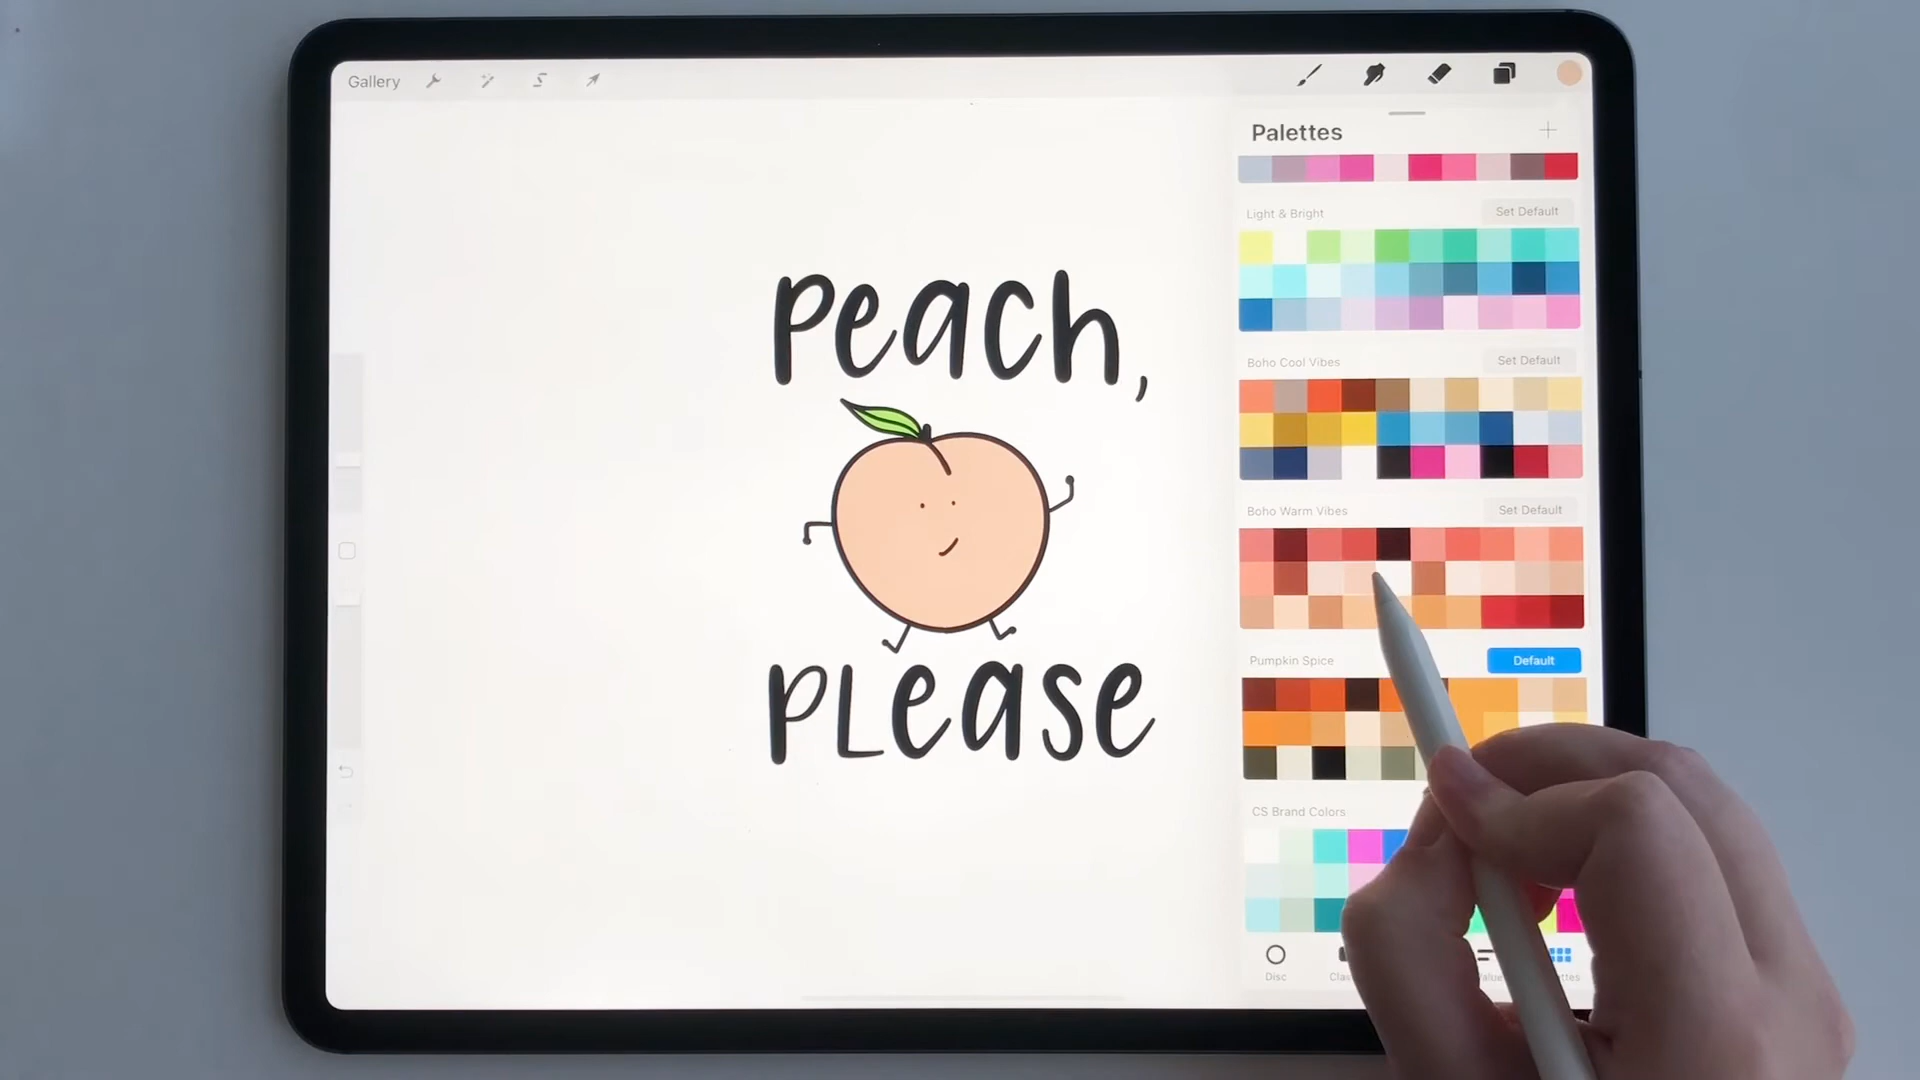 Gallery
Palettes
Light & Bright
Set Default
Peach,
Boho Cool Vibes
Set Default
Boho Warm Vibes
Set Default
Pumpkin Spice
Default
PLease
CS Brand Colors
Disc